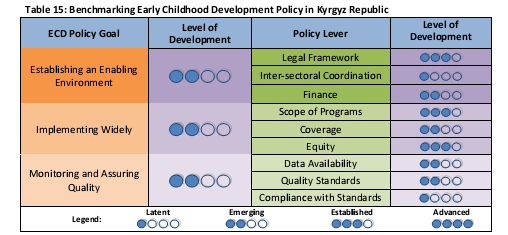 Table 15: Benchmarking Early Childhood Development Policy in Kyrgyz Republic
ECD Policy Goal
Level of
Development
Policy Lever
Level of
Development
Establishing an Enabling
Environment
Legal Framework
Inter-sectoral Coordination
Finance
Implementing Widely
Scope of Programs
Coverage
Equity
Monitoring and Assuring
Quality
Data Availability
Quality Standards
Compliance with Standards
Legend:
Latent
Emerging
Established
Advanced